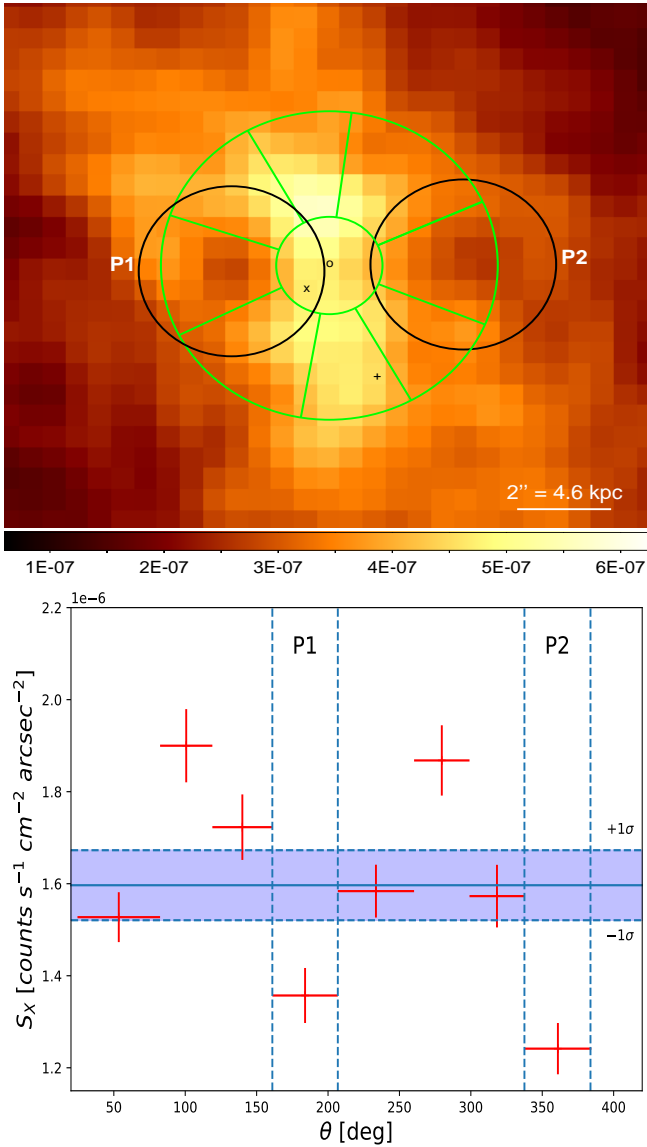 P1
P2
o
x
+
2’’ = 4.6 kpc
1E-07 2E-07 3E-07 4E-07 5E-07 6E-07
1e−6
2.2
2.0
1.8
1.6
1.4
1.2
S_X [counts s⁻¹ cm⁻² arcsec⁻²]
P1 P2
+1σ
−1σ
50 100 150 200 250 300 350 400
θ [deg]